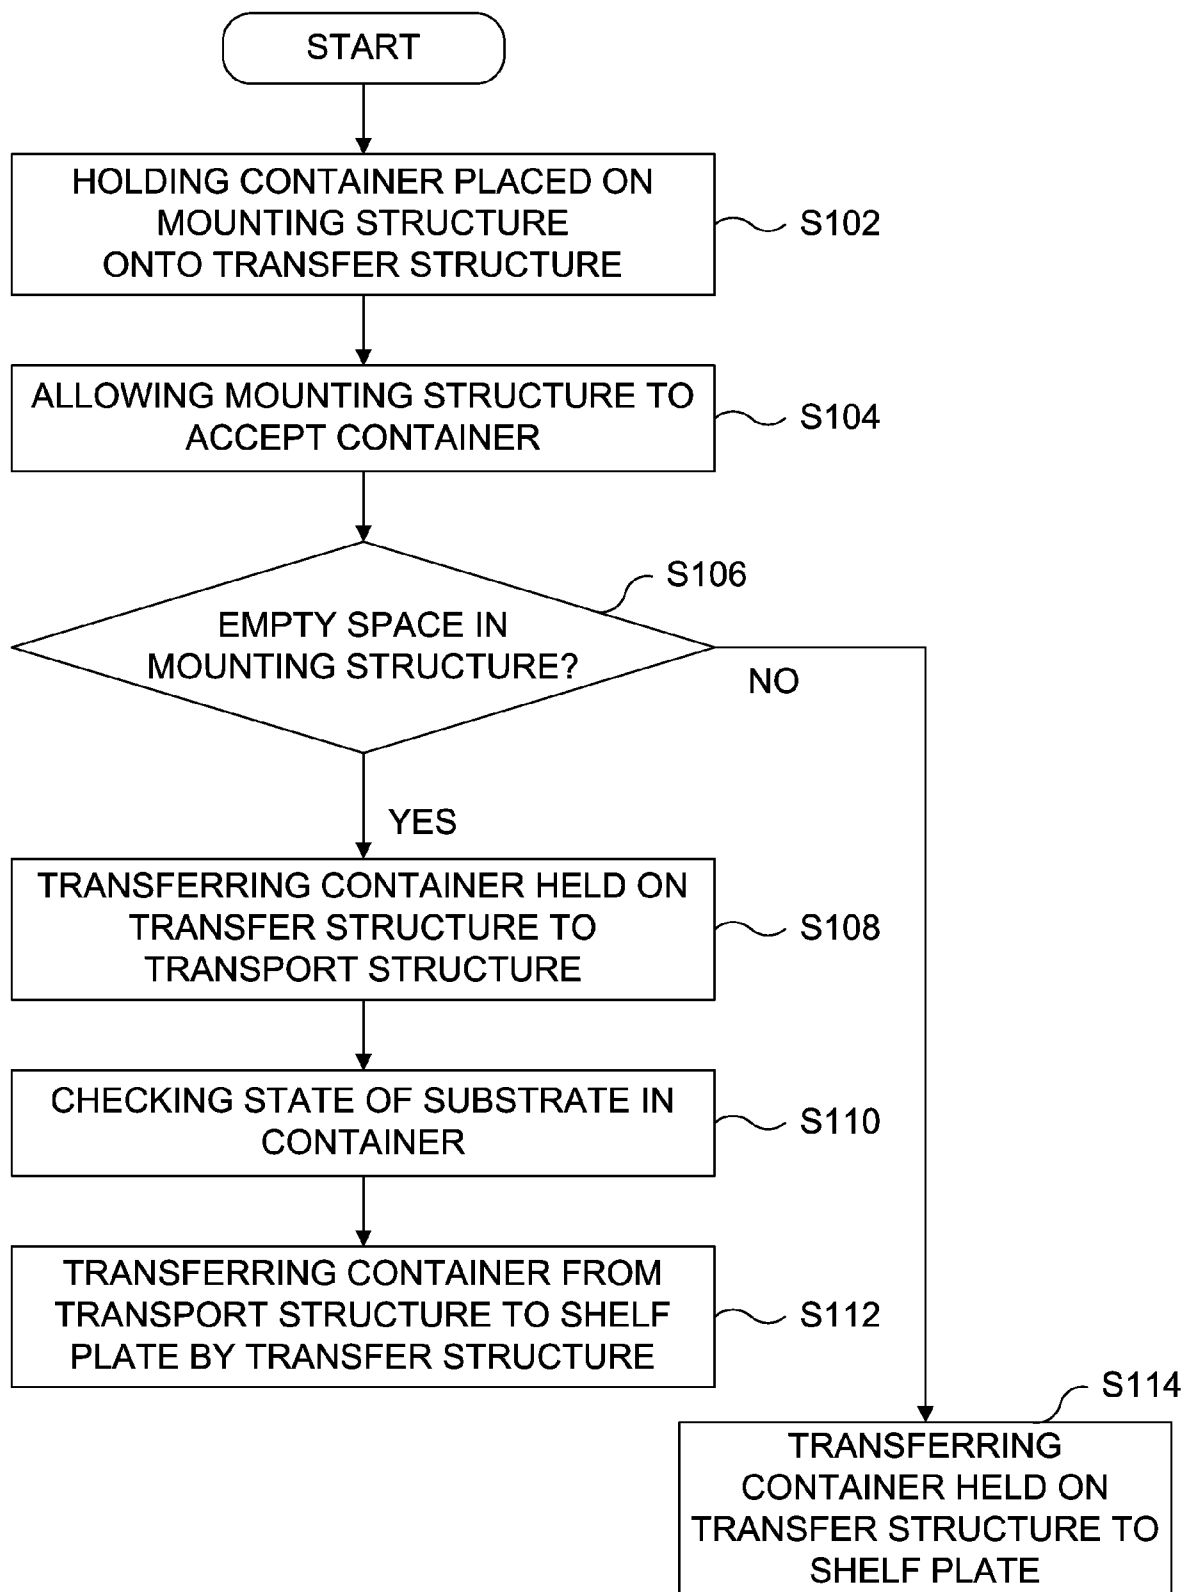 START
HOLDING CONTAINER PLACED ON
MOUNTING STRUCTURE
ONTO TRANSFER STRUCTURE
S102
ALLOWING MOUNTING STRUCTURE TO
ACCEPT CONTAINER
S104
S106
EMPTY SPACE IN
MOUNTING STRUCTURE?
NO
YES
TRANSFERRING CONTAINER HELD ON
TRANSFER STRUCTURE TO
TRANSPORT STRUCTURE
S108
CHECKING STATE OF SUBSTRATE IN
CONTAINER
S110
TRANSFERRING CONTAINER FROM
TRANSPORT STRUCTURE TO SHELF
PLATE BY TRANSFER STRUCTURE
S112
S114
TRANSFERRING
CONTAINER HELD ON
TRANSFER STRUCTURE TO
SHELF PLATE